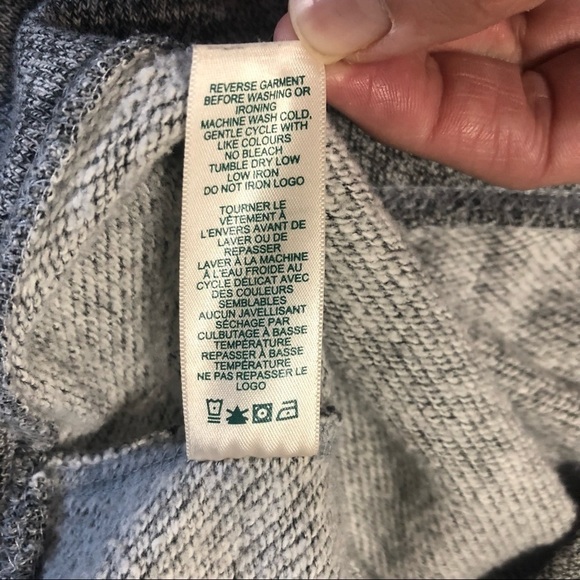 REVERSE GARMENT
BEFORE WASHING OR
IRONING
MACHINE WASH COLD,
GENTLE CYCLE WITH
LIKE COLOURS
NO BLEACH
TUMBLE DRY LOW
LOW IRON
DO NOT IRON LOGO
TOURNER LE
VÊTEMENT À
L'ENVERS AVANT DE
LAVER OU DE
REPASSER
LAVER À LA MACHINE
À L'EAU FROIDE AU
CYCLE DÉLICAT AVEC
DES COULEURS
SEMBLABLES
AUCUN JAVELLISANT
SÉCHAGE PAR
CULBUTAGE À BASSE
TEMPÉRATURE
REPASSER À BASSE
TEMPÉRATURE
NE PAS REPASSER LE
LOGO